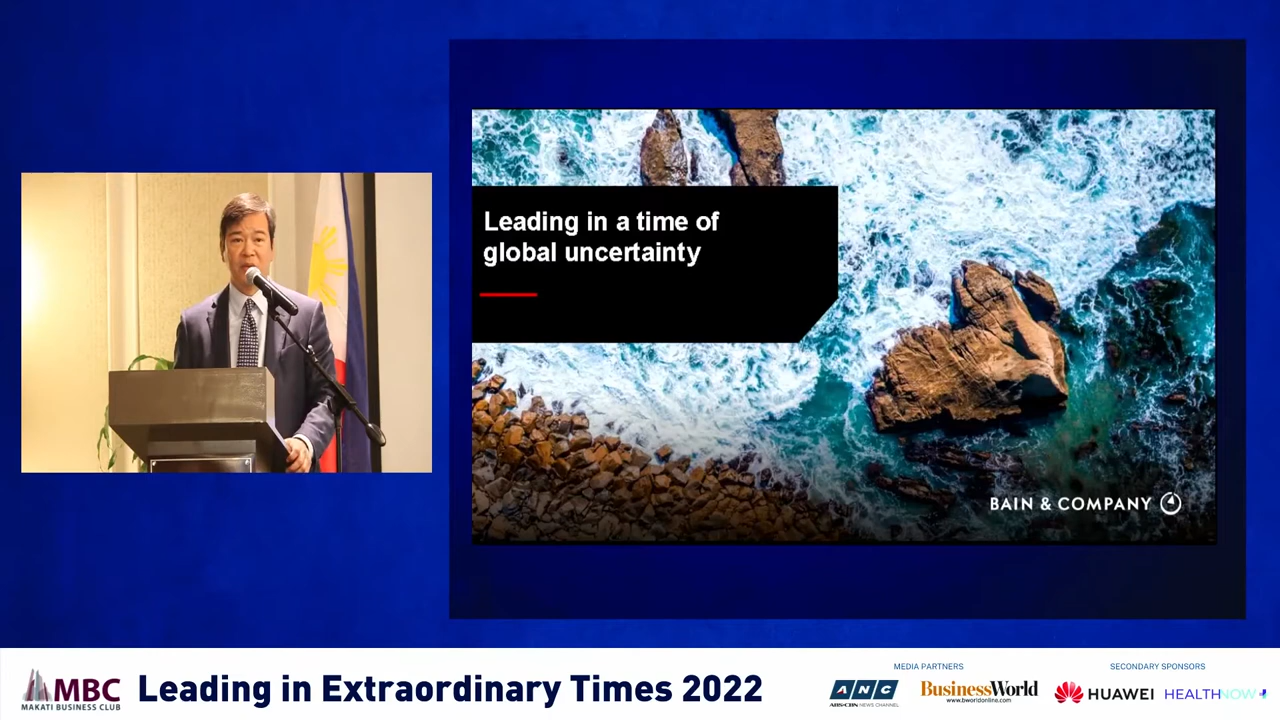 Leading in a time of
global uncertainty
BAIN & COMPANY
MBC
MAKATI BUSINESS CLUB
Leading in Extraordinary Times 2022
MEDIA PARTNERS
ANC
ABS-CBN NEWS CHANNEL
BusinessWorld
www.bworldonline.com
SECONDARY SPONSORS
HUAWEI
HEALTHNOW